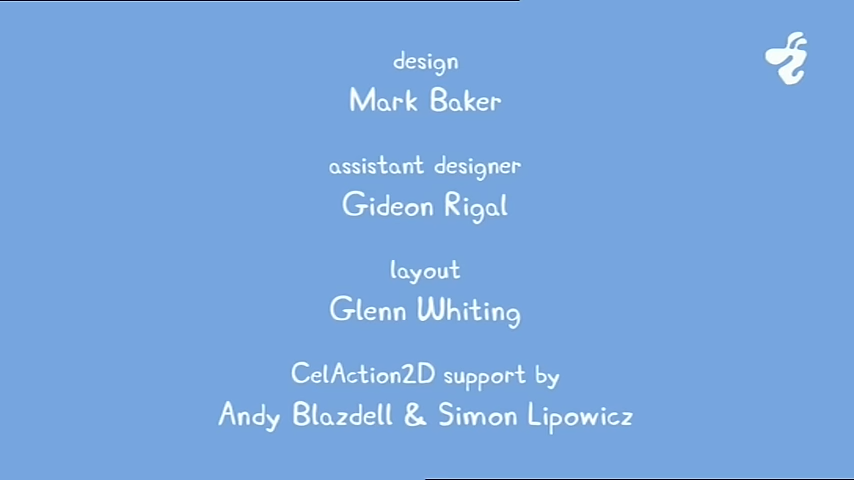 design
Mark Baker
assistant designer
Gideon Rigal
layout
Glenn Whiting
CelAction2D support by
Andy Blazdell & Simon Lipowicz